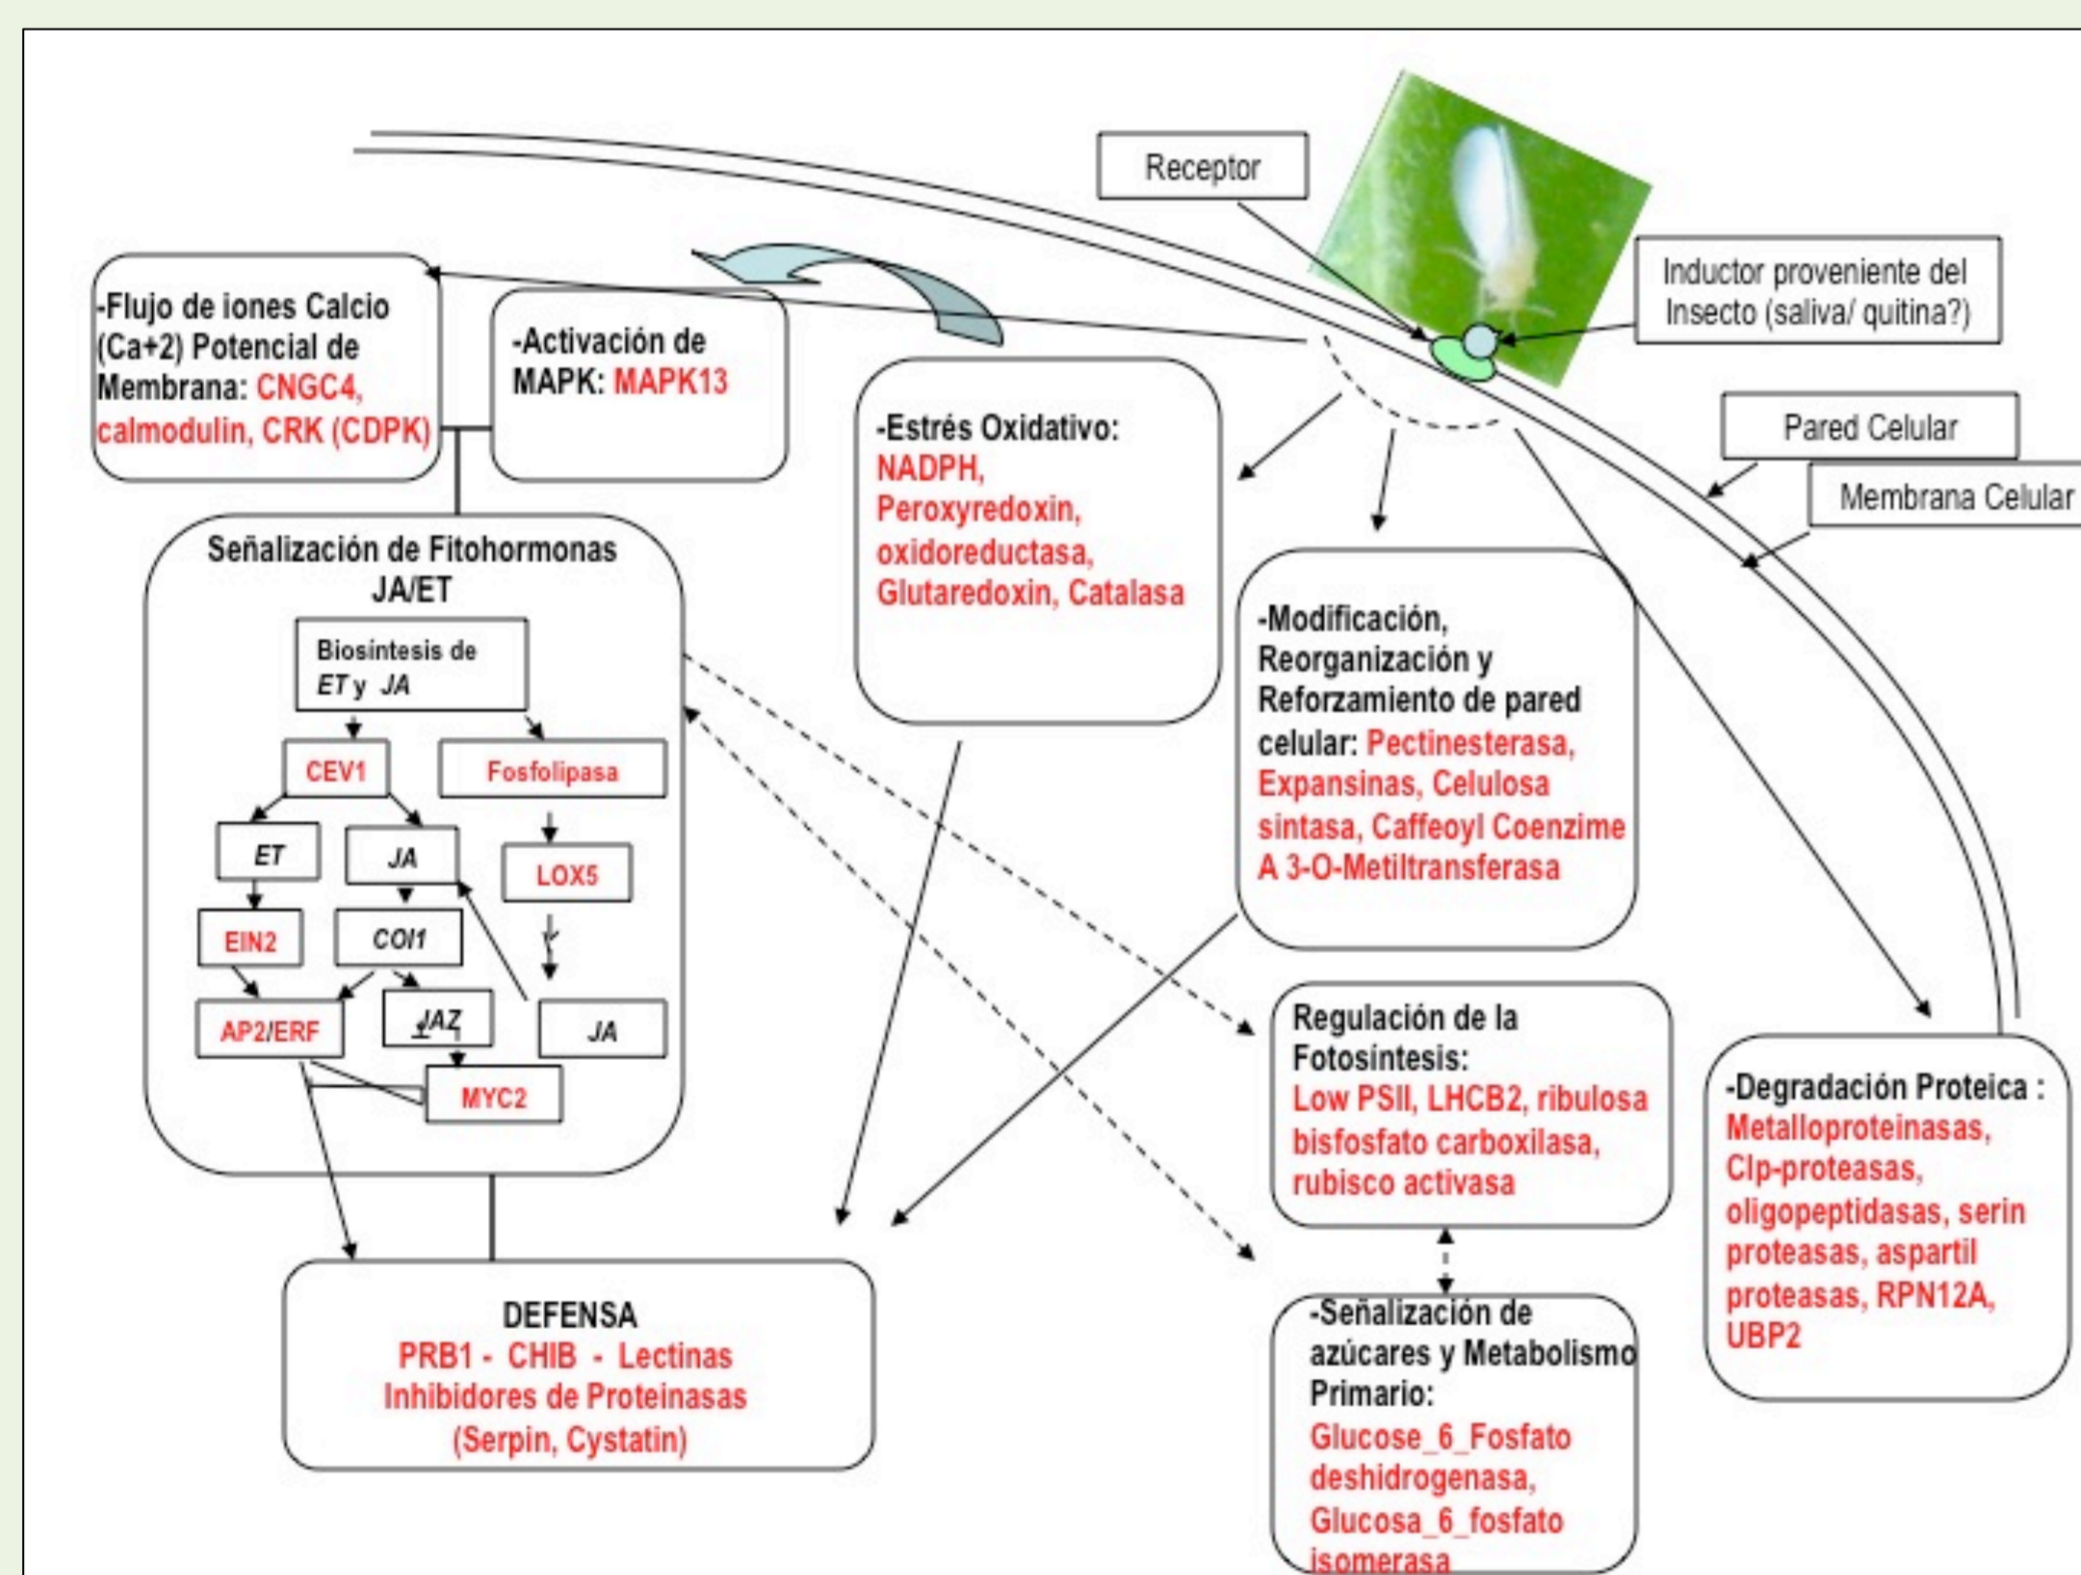 Receptor
Inductor proveniente del
Insecto (saliva/ quitina?)
Pared Celular
Membrana Celular
-Flujo de iones Calcio
(Ca+2) Potencial de
Membrana: CNGC4,
calmodulin, CRK (CDPK)
-Activación de
MAPK: MAPK13
-Estrés Oxidativo:
NADPH,
Peroxyredoxin,
oxidoreductasa,
Glutaredoxin, Catalasa
-Modificación,
Reorganización y
Reforzamiento de pared
celular: Pectinesterasa,
Expansinas, Celulosa
sintasa, Caffeoyl Coenzime
A 3-O-Metiltransferasa
Señalización de Fitohormonas
JA/ET
Biosíntesis de
ET y JA
CEV1
Fosfolipasa
ET
JA
LOX5
EIN2
COI1
AP2/ERF
JAZ
JA
MYC2
Regulación de la
Fotosíntesis:
Low PSII, LHCB2, ribulosa
bisfosfato carboxilasa,
rubisco activasa
-Degradación Proteica :
Metalloproteinasas,
Clp-proteasas,
oligopeptidasas, serin
proteasas, aspartil
proteasas, RPN12A,
UBP2
DEFENSA
PRB1 - CHIB - Lectinas
Inhibidores de Proteinasas
(Serpin, Cystatin)
-Señalización de
azúcares y Metabolismo
Primario:
Glucose_6_Fosfato
deshidrogenasa,
Glucosa_6_fosfato
isomerasa